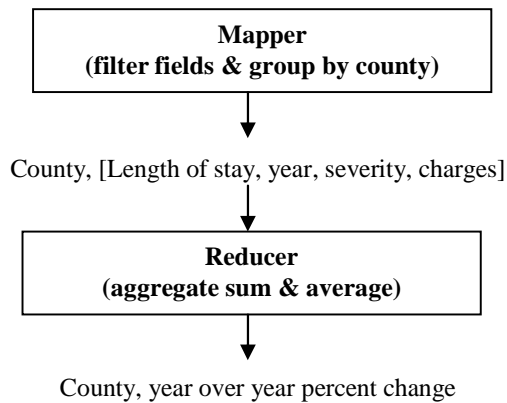 Mapper
(filter fields & group by county)
County, [Length of stay, year, severity, charges]
Reducer
(aggregate sum & average)
County, year over year percent change